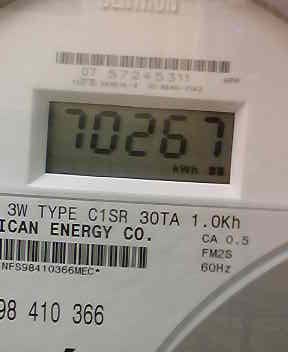 CENTRON
07 57245311
70267
kWh
3W TYPE C1SR 30TA 1.0Kh
ICAN ENERGY CO.
CA 0.5
FM2S
60Hz
NFS98410366MEC*
98 410 366